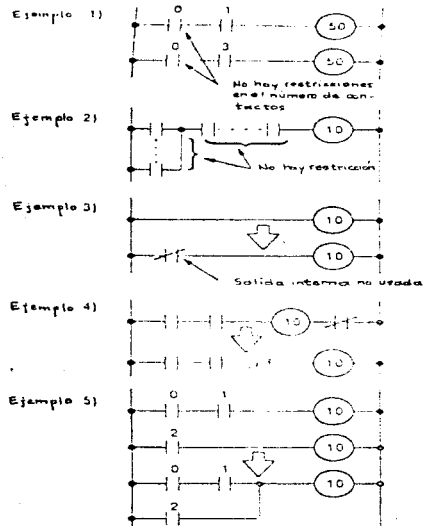 Ejemplo 1)
0 1
50
0 3
50
No hay restricciones
en el número de con-
tactos
Ejemplo 2)
10
No hay restricción
Ejemplo 3)
10
10
Salida interna no usada
Ejemplo 4)
10
10
Ejemplo 5)
0 1
10
2
10
0 1
10
2